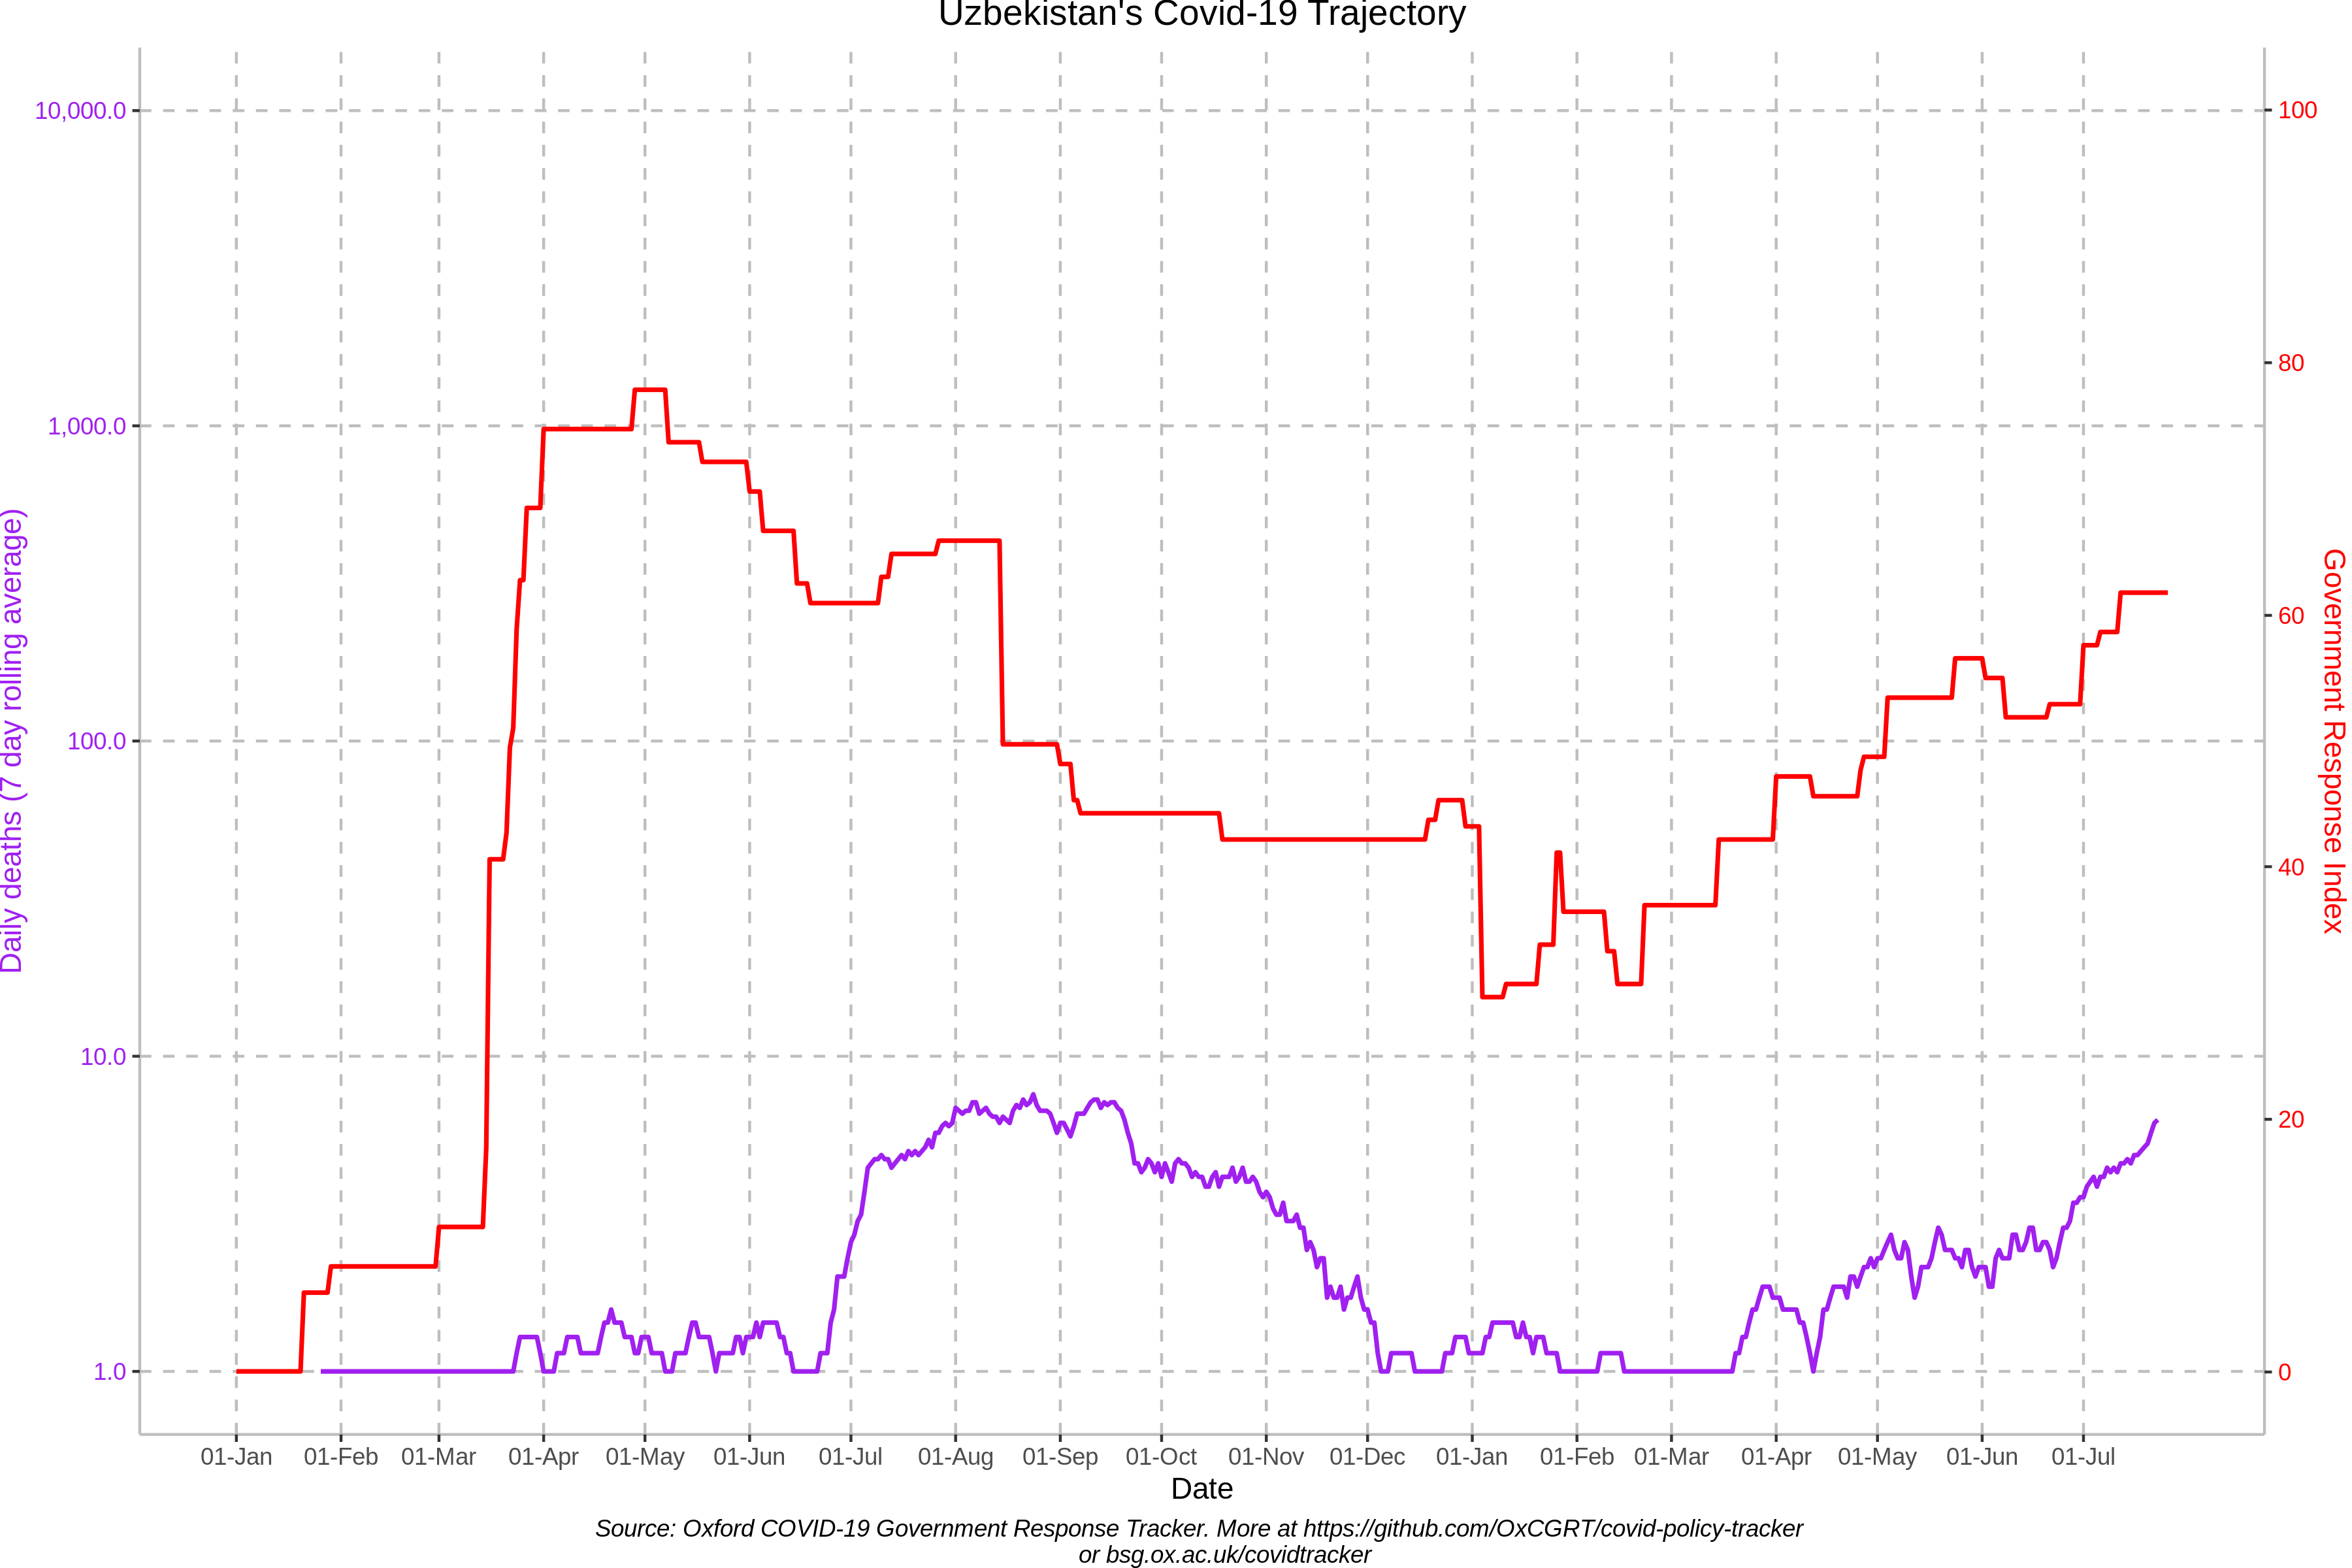 Uzbekistan's Covid-19 Trajectory
10,000.0
1,000.0
100.0
10.0
1.0
Daily deaths (7 day rolling average)
100
80
60
40
20
0
Government Response Index
01-Jan 01-Feb 01-Mar 01-Apr 01-May 01-Jun 01-Jul 01-Aug 01-Sep 01-Oct 01-Nov 01-Dec 01-Jan 01-Feb 01-Mar 01-Apr 01-May 01-Jun 01-Jul
Date
Source: Oxford COVID-19 Government Response Tracker. More at https://github.com/OxCGRT/covid-policy-tracker
or bsg.ox.ac.uk/covidtracker